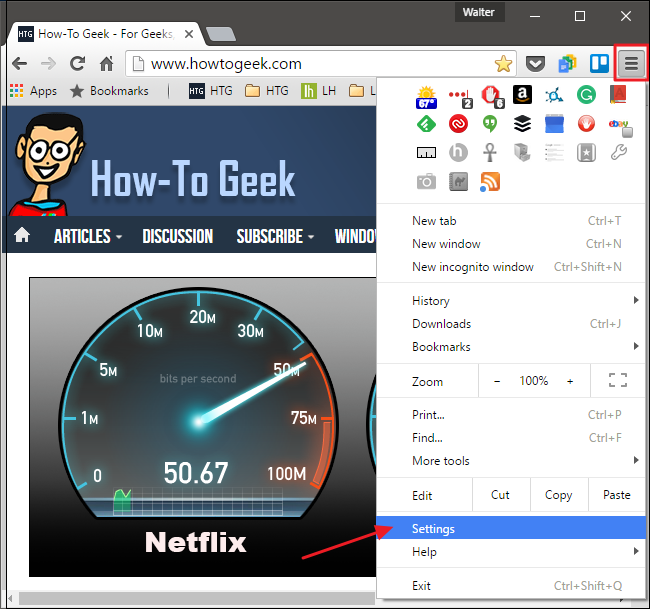 Walter
HTG How-To Geek - For Geeks,
www.howtogeek.com
Apps Bookmarks HTG HTG h LH LH
67° 2 6 a
ebay
h
How-To Geek
ARTICLES DISCUSSION SUBSCRIBE WINDO
New tab Ctrl+T
New window Ctrl+N
New incognito window Ctrl+Shift+N
History
Downloads Ctrl+J
Bookmarks
Zoom − 100% +
Print... Ctrl+P
Find... Ctrl+F
More tools
Edit Cut Copy Paste
Settings
Help
Exit Ctrl+Shift+Q
0
1M
5M
10M
20M
30M
50M
75M
100M
bits per second
50.67
Netflix